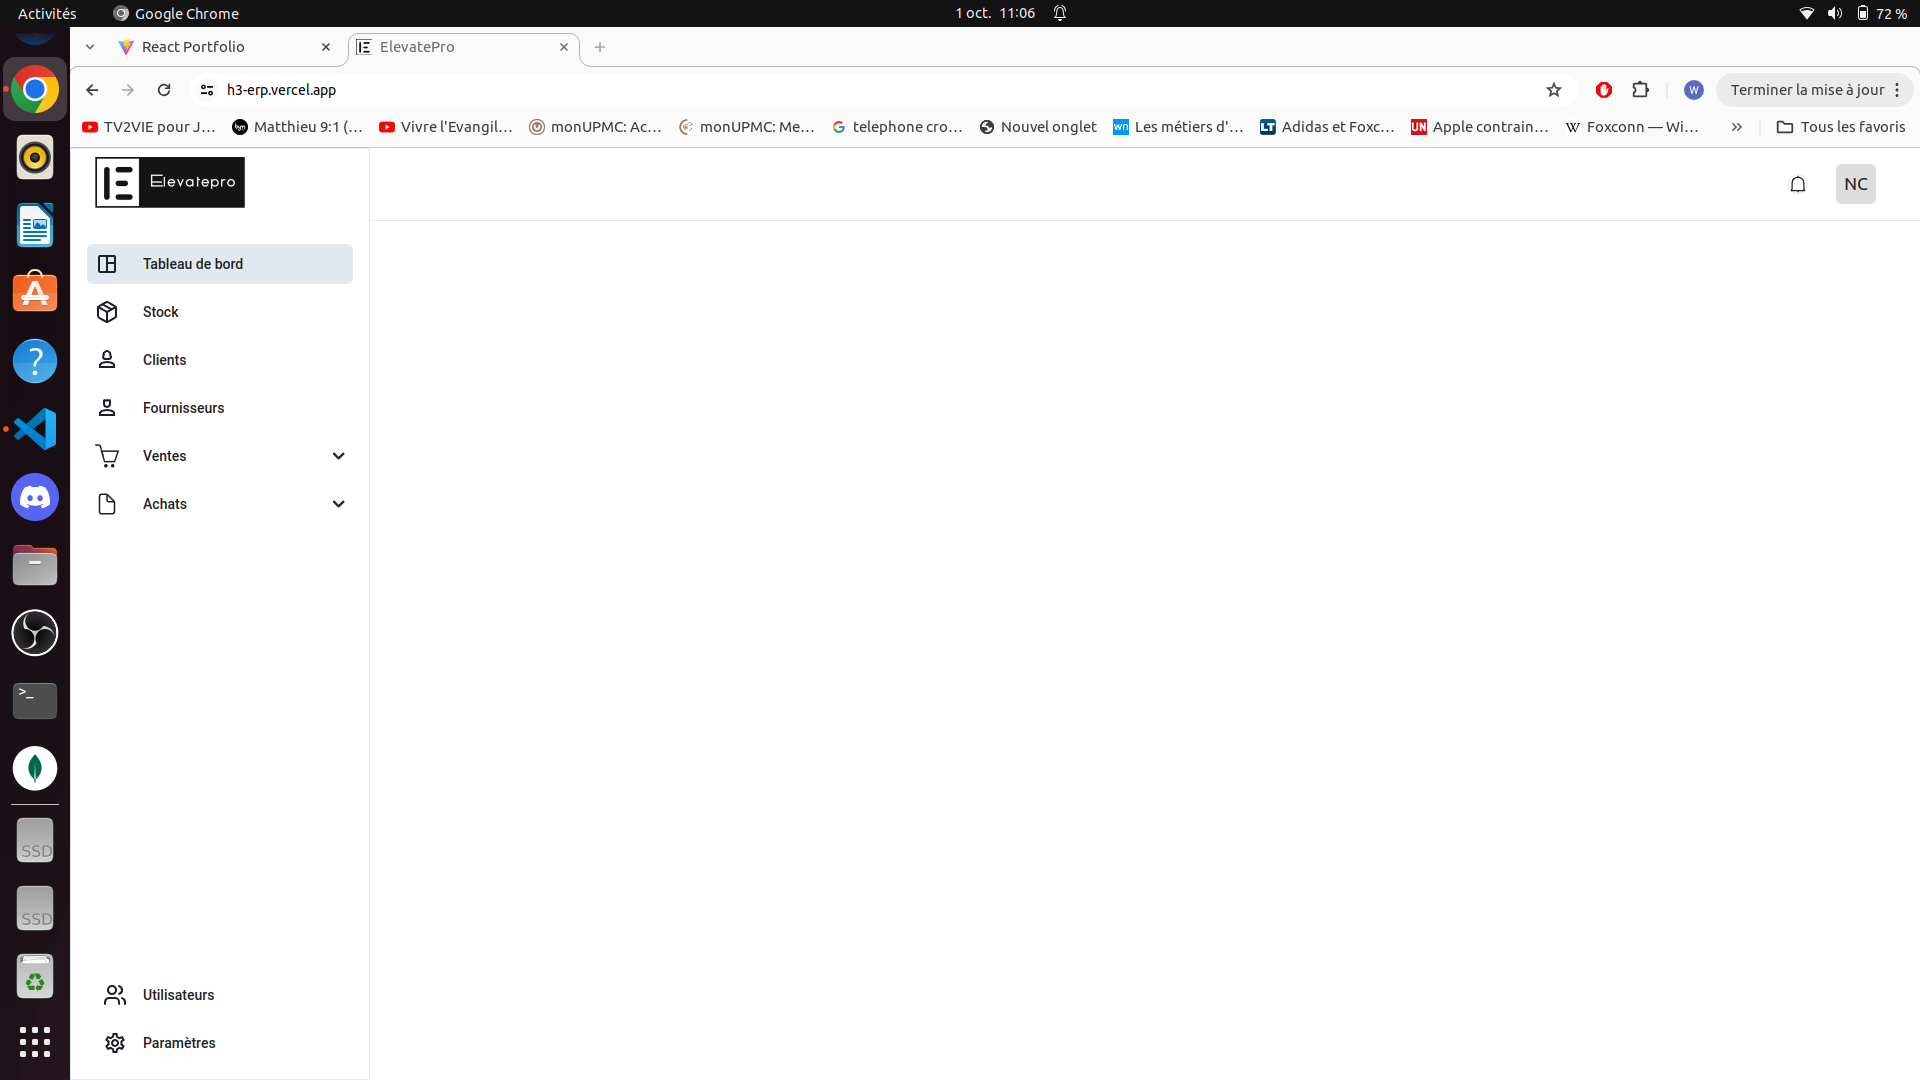 Activités
Google Chrome
1 oct. 11:06
72 %
React Portfolio
ElevatePro
h3-erp.vercel.app
W
Terminer la mise à jour
TV2VIE pour J…
Matthieu 9:1 (…
Vivre l'Evangil…
monUPMC: Ac…
monUPMC: Me…
telephone cro…
Nouvel onglet
Les métiers d'…
Adidas et Foxc…
Apple contrain…
Foxconn — Wi…
Tous les favoris
Elevatepro
NC
Tableau de bord
Stock
Clients
Fournisseurs
Ventes
Achats
Utilisateurs
Paramètres
SSD
SSD